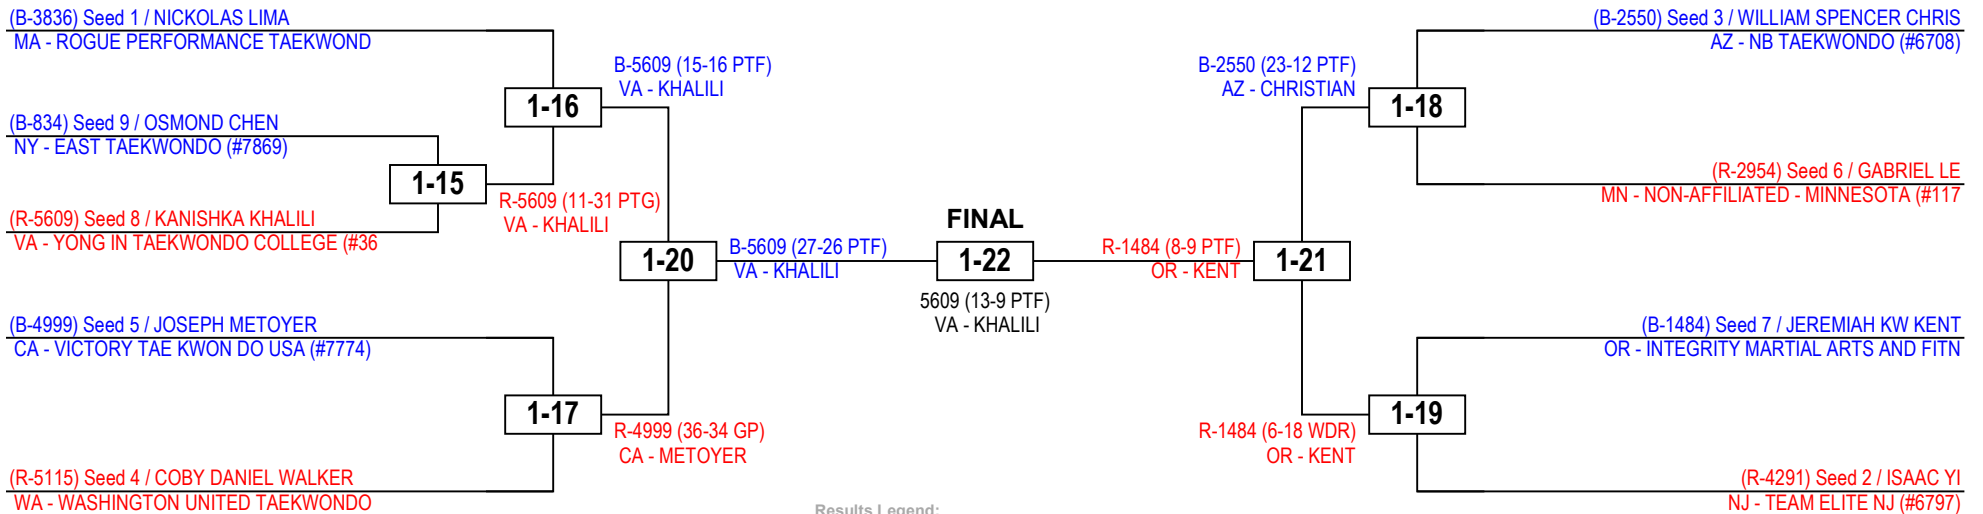 (B-3836) Seed 1 / NICKOLAS LIMA
MA - ROGUE PERFORMANCE TAEKWOND
B-5609 (15-16 PTF)
VA - KHALILI
1-16
(B-834) Seed 9 / OSMOND CHEN
NY - EAST TAEKWONDO (#7869)
1-15
R-5609 (11-31 PTG)
VA - KHALILI
(R-5609) Seed 8 / KANISHKA KHALILI
VA - YONG IN TAEKWONDO COLLEGE (#36
1-20
B-5609 (27-26 PTF)
VA - KHALILI
(B-4999) Seed 5 / JOSEPH METOYER
CA - VICTORY TAE KWON DO USA (#7774)
1-17
R-4999 (36-34 GP)
CA - METOYER
(R-5115) Seed 4 / COBY DANIEL WALKER
WA - WASHINGTON UNITED TAEKWONDO
FINAL
1-22
5609 (13-9 PTF)
VA - KHALILI
(B-2550) Seed 3 / WILLIAM SPENCER CHRIS
AZ - NB TAEKWONDO (#6708)
B-2550 (23-12 PTF)
AZ - CHRISTIAN
1-18
(R-2954) Seed 6 / GABRIEL LE
MN - NON-AFFILIATED - MINNESOTA (#117
R-1484 (8-9 PTF)
OR - KENT
1-21
(B-1484) Seed 7 / JEREMIAH KW KENT
OR - INTEGRITY MARTIAL ARTS AND FITN
1-19
R-1484 (6-18 WDR)
OR - KENT
(R-4291) Seed 2 / ISAAC YI
NJ - TEAM ELITE NJ (#6797)
Results Legend: